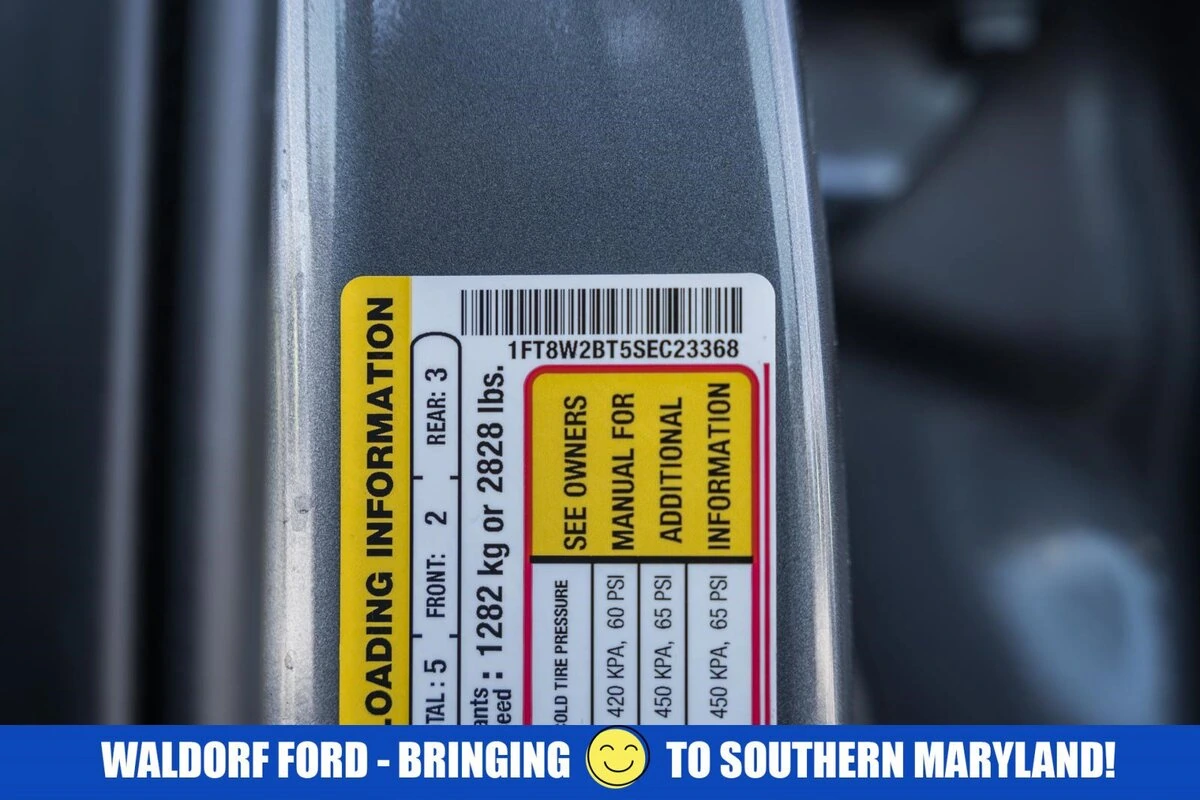 1FT8W2BT5SEC23368
LOADING INFORMATION
TAL : 5 FRONT: 2 REAR: 3
ants
eed : 1282 kg or 2828 lbs.
COLD TIRE PRESSURE
420 KPA, 60 PSI
450 KPA, 65 PSI
450 KPA, 65 PSI
SEE OWNERS
MANUAL FOR
ADDITIONAL
INFORMATION
WALDORF FORD - BRINGING TO SOUTHERN MARYLAND!